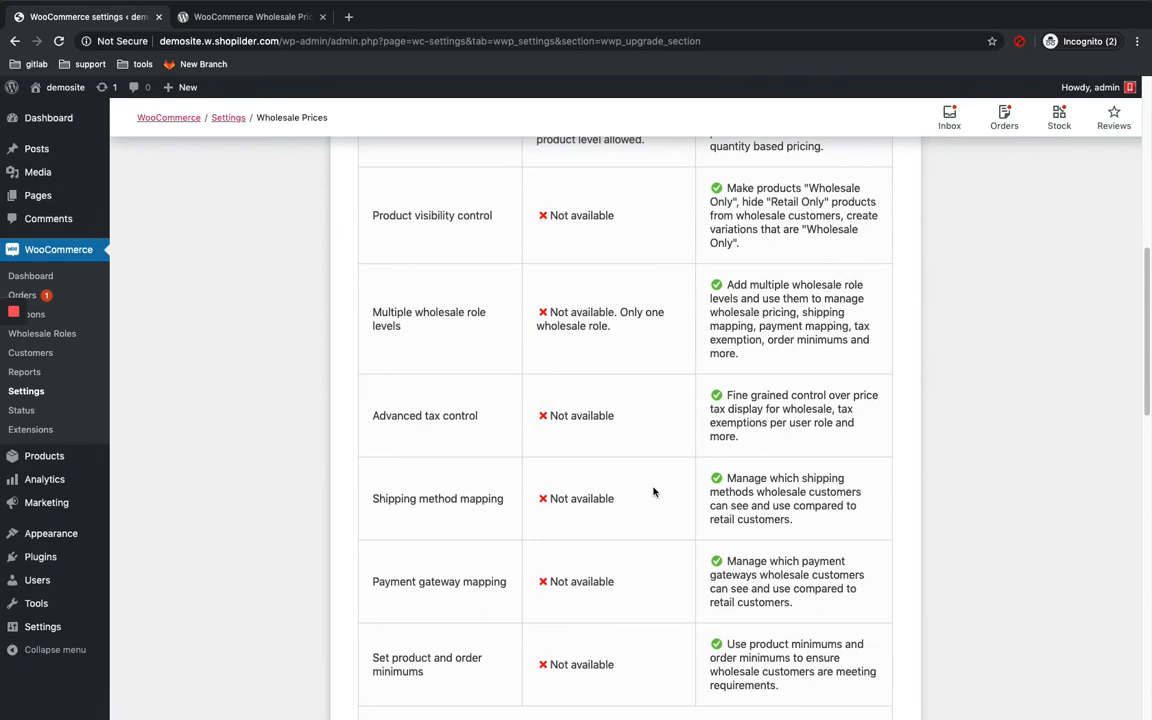 WooCommerce settings ‹ dem
WooCommerce Wholesale Pric
Not Secure
demosite.w.shopilder.com/wp-admin/admin.php?page=wc-settings&tab=wwp_settings&section=wwp_upgrade_section
Incognito (2)
gitlab
support
tools
New Branch
demosite
1
0
New
Howdy, admin
WooCommerce / Settings / Wholesale Prices
Inbox
Orders
Stock
Reviews
Dashboard
Posts
Media
Pages
Comments
WooCommerce
Dashboard
Orders 1
pons
Wholesale Roles
Customers
Reports
Settings
Status
Extensions
Products
Analytics
Marketing
Appearance
Plugins
Users
Tools
Settings
Collapse menu
product level allowed.
quantity based pricing.
Product visibility control
Not available
Make products "Wholesale
Only", hide "Retail Only" products
from wholesale customers, create
variations that are "Wholesale
Only".
Multiple wholesale role
levels
Not available. Only one
wholesale role.
Add multiple wholesale role
levels and use them to manage
wholesale pricing, shipping
mapping, payment mapping, tax
exemption, order minimums and
more.
Advanced tax control
Not available
Fine grained control over price
tax display for wholesale, tax
exemptions per user role and
more.
Shipping method mapping
Not available
Manage which shipping
methods wholesale customers
can see and use compared to
retail customers.
Payment gateway mapping
Not available
Manage which payment
gateways wholesale customers
can see and use compared to
retail customers.
Set product and order
minimums
Not available
Use product minimums and
order minimums to ensure
wholesale customers are meeting
requirements.